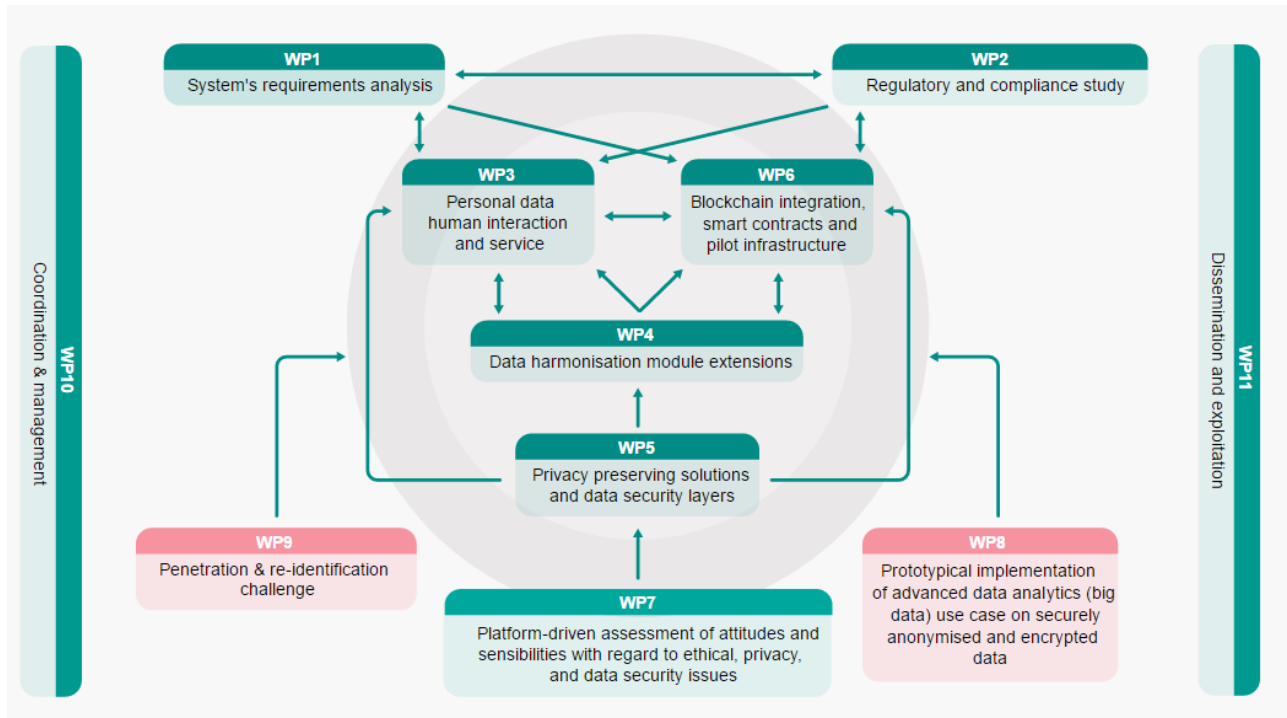 WP1
System's requirements analysis
WP2
Regulatory and compliance study
WP3
Personal data
human interaction
and service
WP6
Blockchain integration,
smart contracts and
pilot infrastructure
WP4
Data harmonisation module extensions
WP5
Privacy preserving solutions
and data security layers
WP9
Penetration & re-identification
challenge
WP8
Prototypical implementation
of advanced data analytics (big
data) use case on securely
anonymised and encrypted
data
WP7
Platform-driven assessment of attitudes and
sensibilities with regard to ethical, privacy,
and data security issues
WP10
Coordination & management
WP11
Dissemination and exploitation